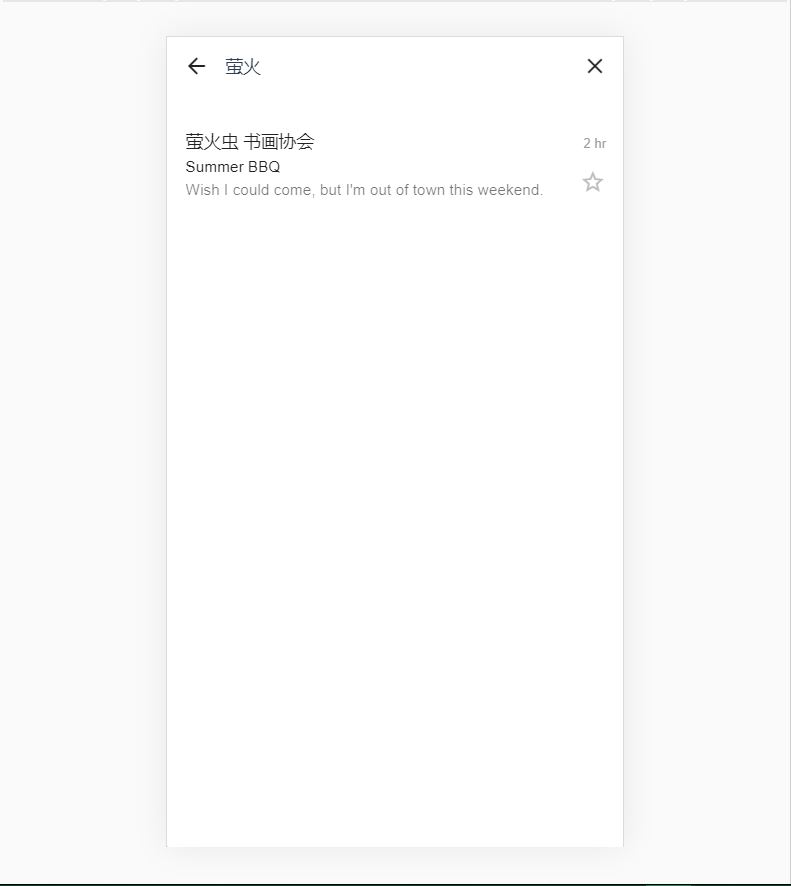 萤火
萤火虫 书画协会
2 hr
Summer BBQ
Wish I could come, but I'm out of town this weekend.